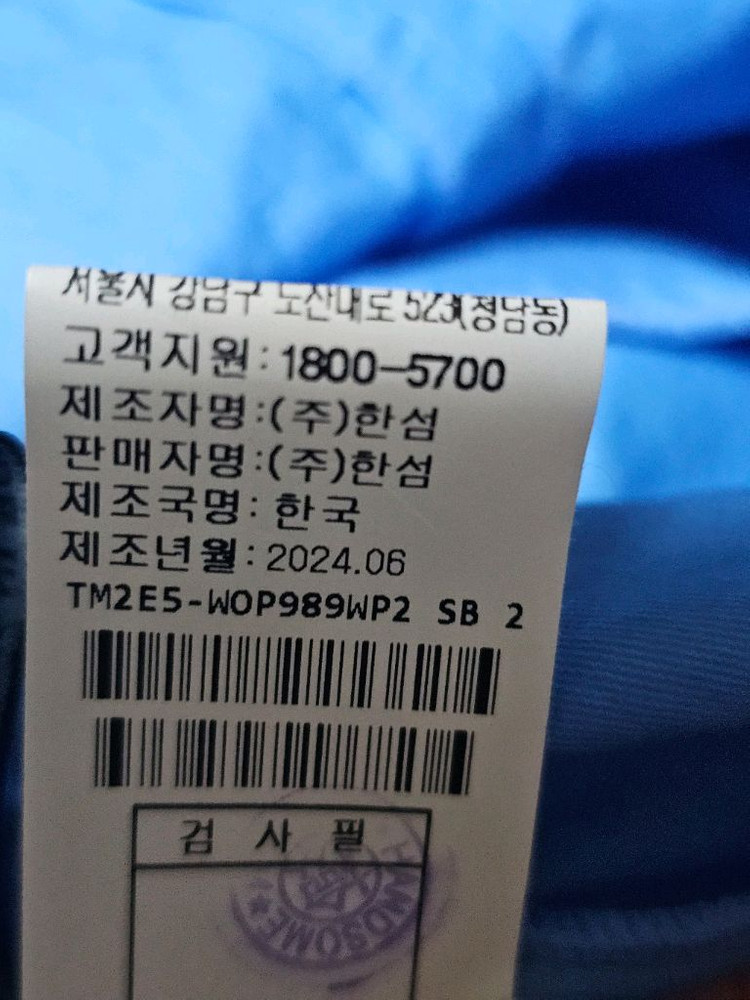 서울시 강남구 도산대로 523(청담동)
고객지원: 1800-5700
제조자명:(주)한섬
판매자명:(주)한섬
제조국명: 한국
제조년월: 2024.06
TM2E5-WOP989WP2 SB 2
검 사 필
HANDSOME